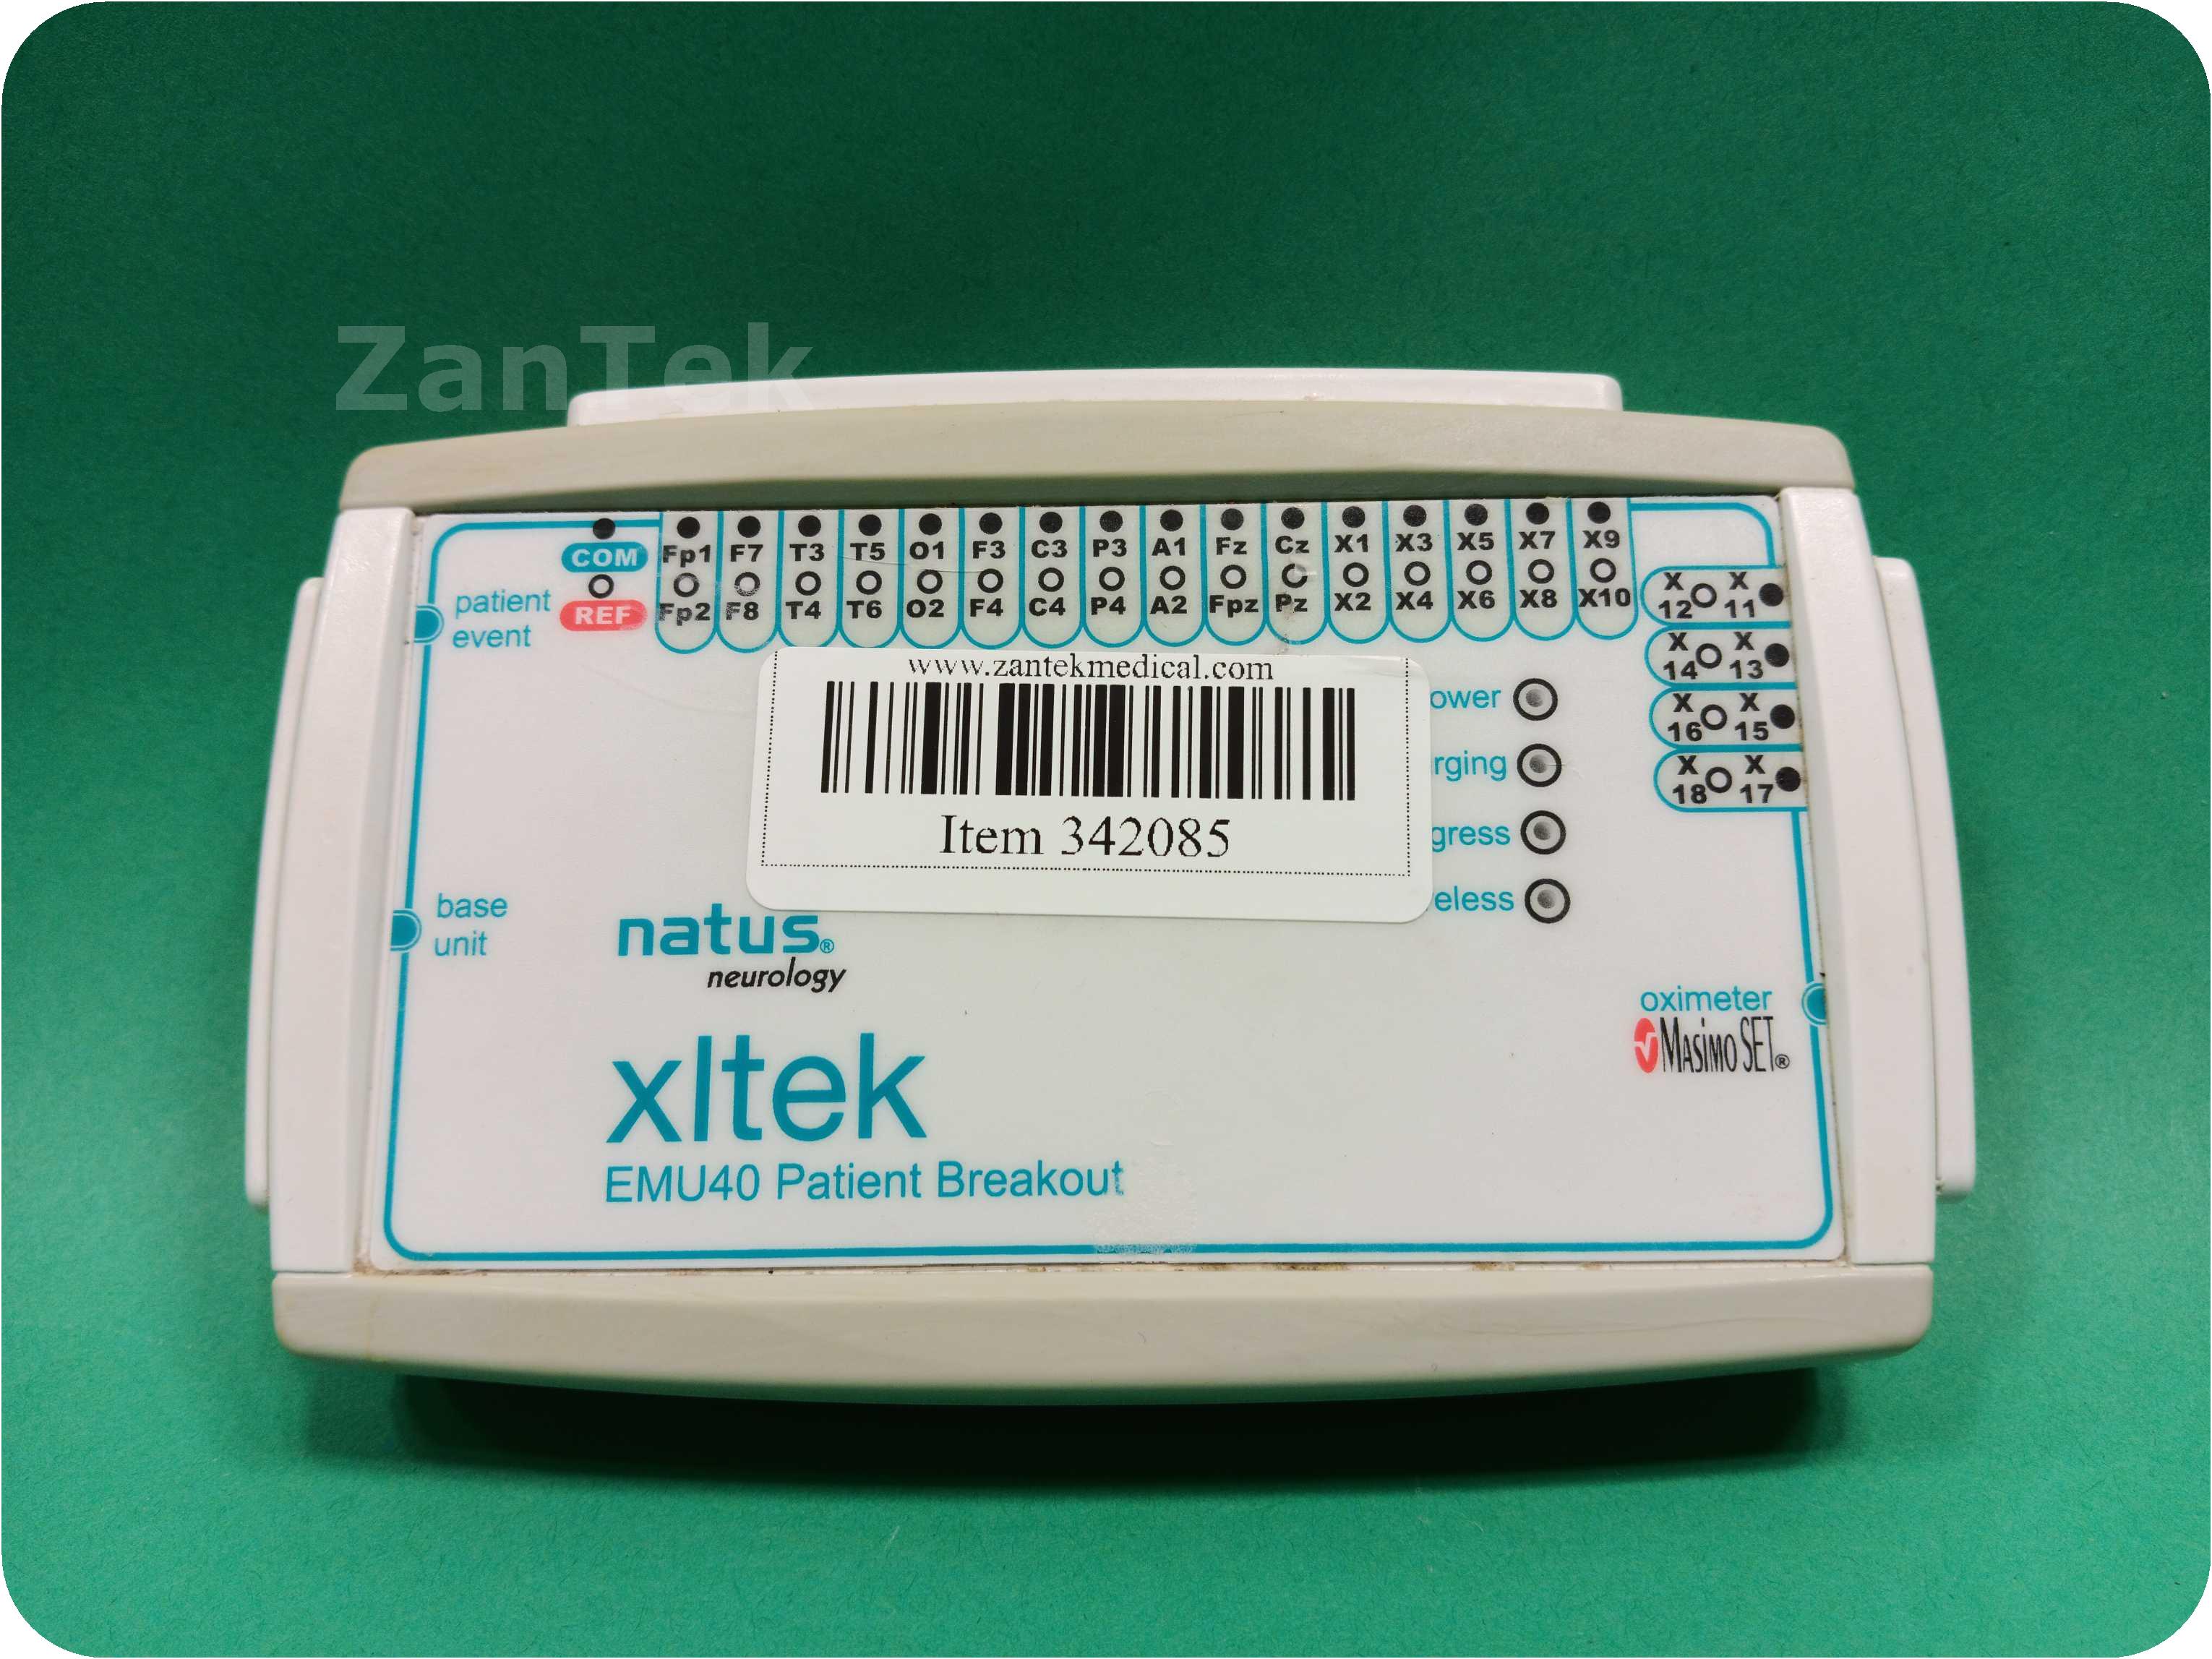 ZanTek
COM
REF
Fp1 F7 T3 T5 O1 F3 C3 P3 A1 Fz Cz X1 X3 X5 X7 X9
Fp2 F8 T4 T6 O2 F4 C4 P4 A2 Fpz Pz X2 X4 X6 X8 X10
X 12 X 11
X 14 X 13
X 16 X 15
X 18 X 17
patient
event
www.zantekmedical.com
Item 342085
ower
rging
gress
eless
base
unit
natus®
neurology
xltek
EMU40 Patient Breakout
oximeter
Masimo SET®